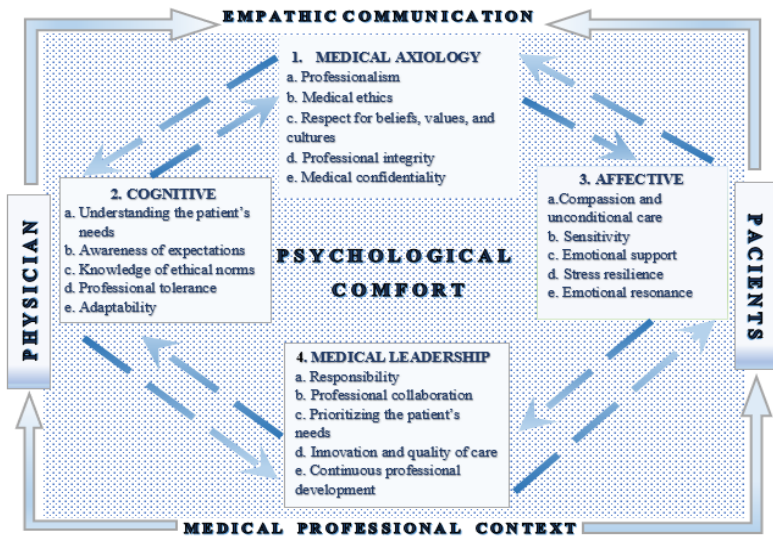 EMPATHIC COMMUNICATION
1. MEDICAL AXIOLOGY
a. Professionalism
b. Medical ethics
c. Respect for beliefs, values, and
cultures
d. Professional integrity
e. Medical confidentiality
PHYSICIAN
2. COGNITIVE
a. Understanding the patient's
needs
b. Awareness of expectations
c. Knowledge of ethical norms
d. Professional tolerance
e. Adaptability
PSYCHOLOGICAL
COMFORT
3. AFFECTIVE
a.Compassion and
unconditional care
b. Sensitivity
c. Emotional support
d. Stress resilience
e. Emotional resonance
PACIENTS
4. MEDICAL LEADERSHIP
a. Responsibility
b. Professional collaboration
c. Prioritizing the patient's
needs
d. Innovation and quality of care
e. Continuous professional
development
MEDICAL PROFESSIONAL CONTEXT